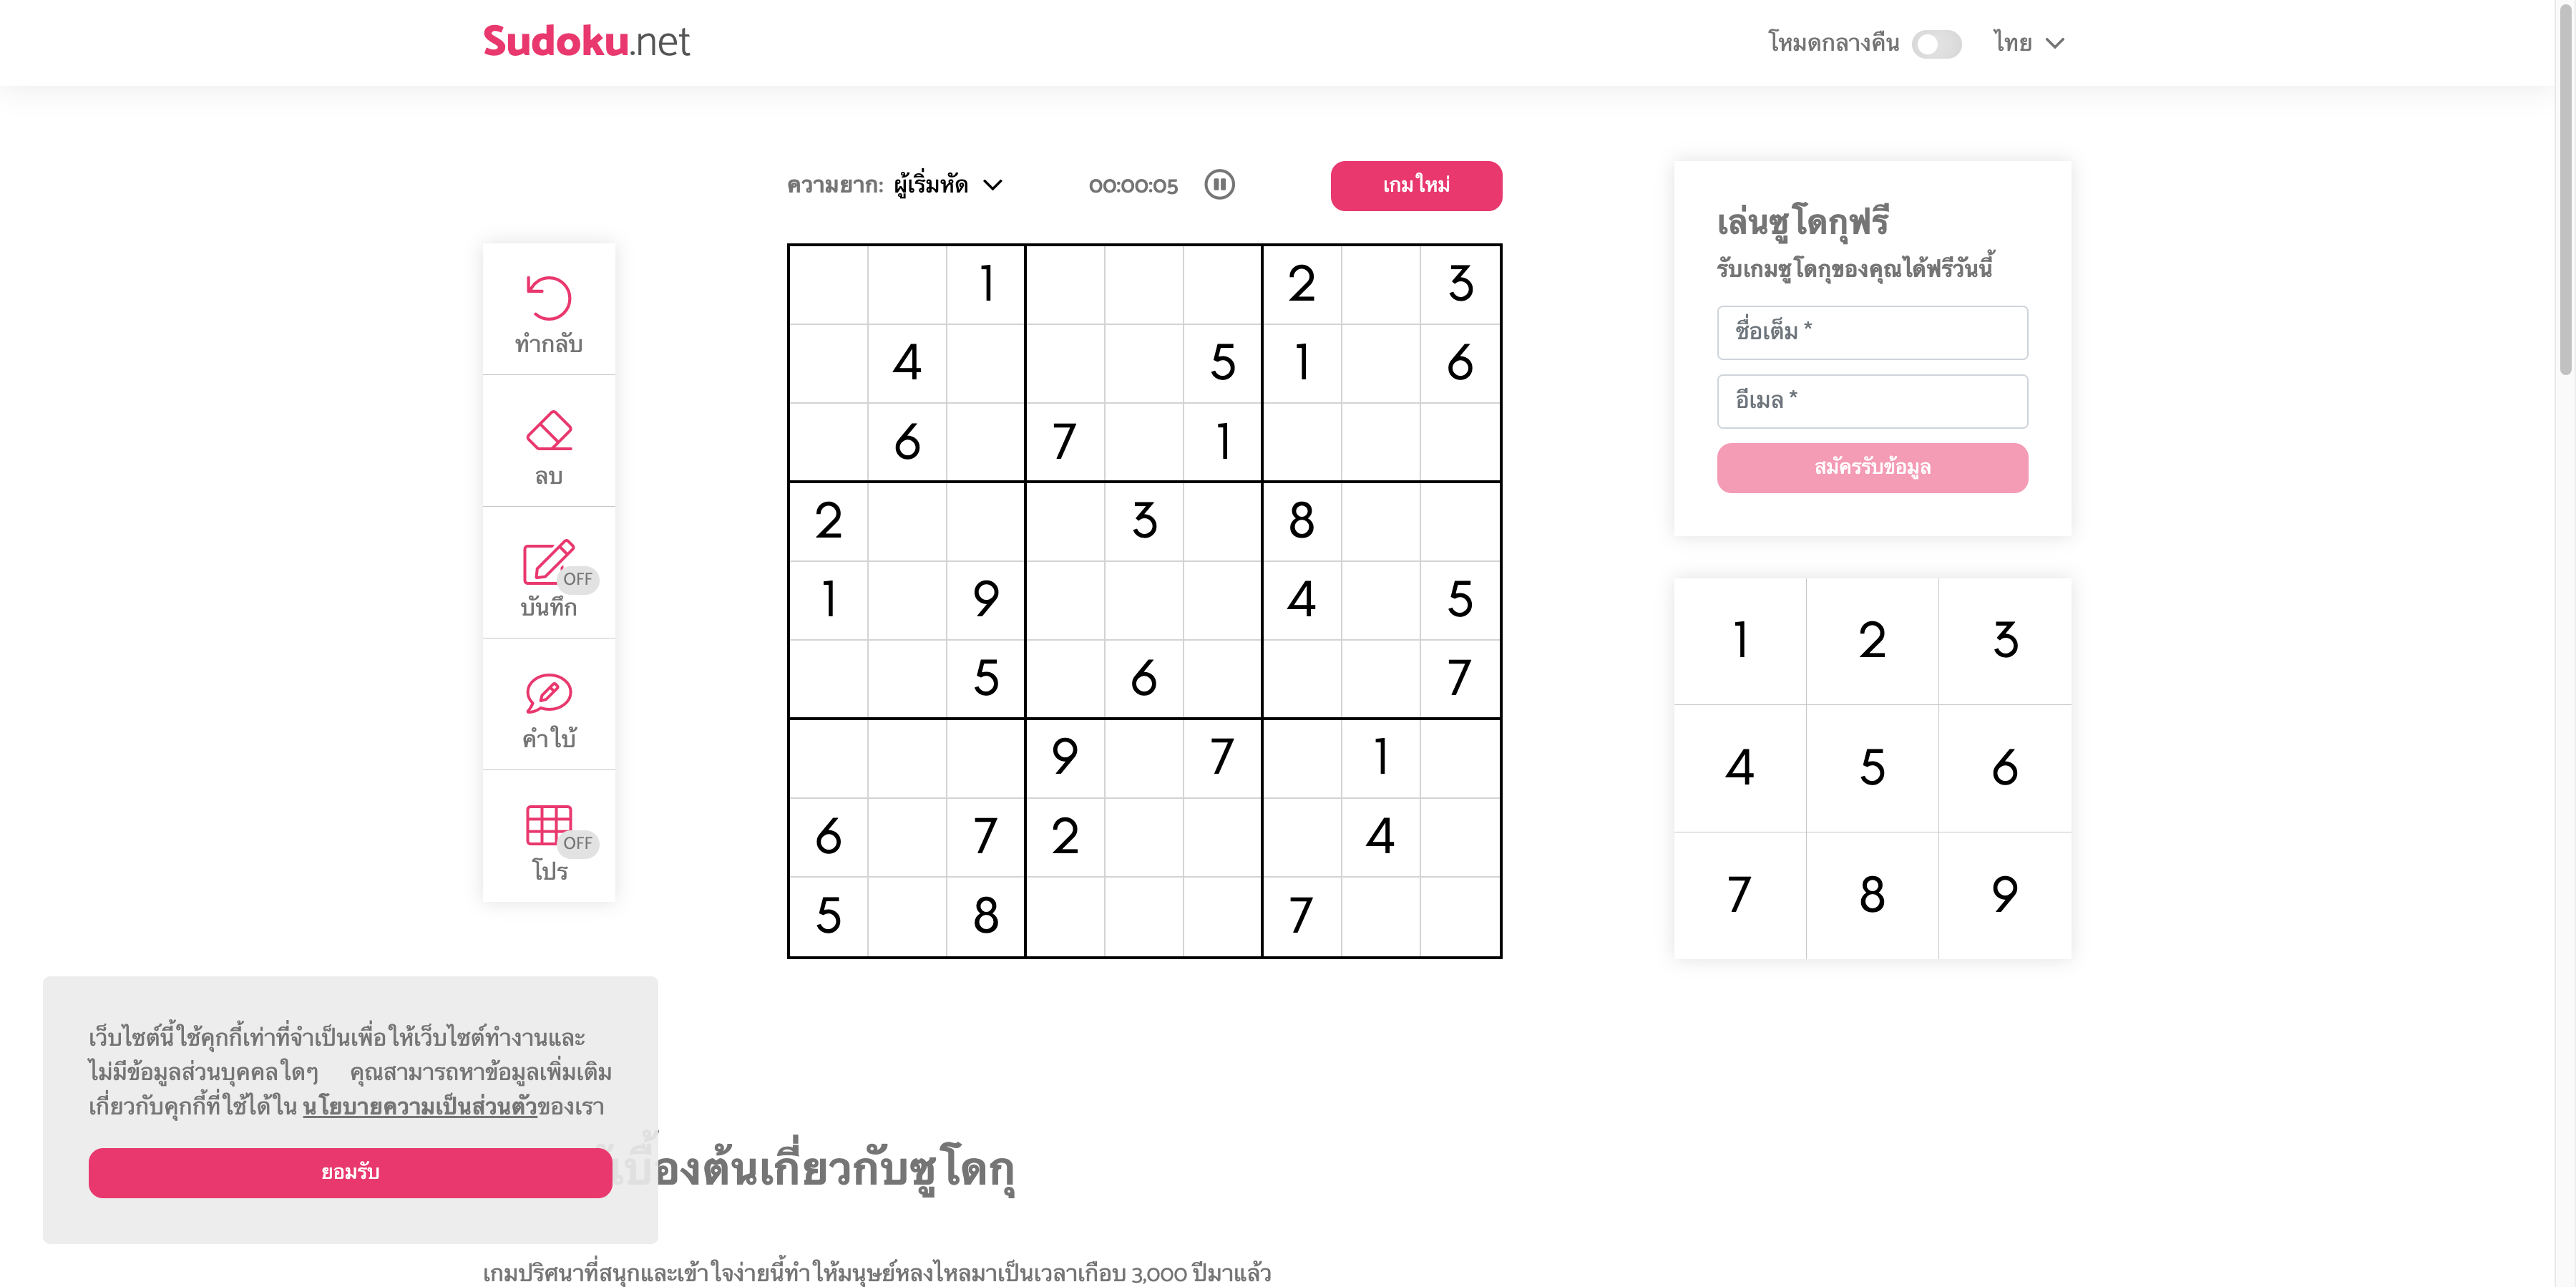 Sudoku.net
โหมดกลางคืน ไทย
ความยาก: ผู้เริ่มหัด 00:00:05 เกมใหม่
ทำกลับ
ลบ
OFF
บันทึก
คำใบ้
OFF
โปร
1 2 3
4 5 1 6
6 7 1
2 3 8
1 9 4 5
5 6 7
9 7 1
6 7 2 4
5 8 7
เล่นซูโดกุฟรี
รับเกมซูโดกุของคุณได้ฟรีวันนี้
ชื่อเต็ม *
อีเมล *
สมัครรับข้อมูล
1 2 3
4 5 6
7 8 9
เว็บไซต์นี้ใช้คุกกี้เท่าที่จำเป็นเพื่อให้เว็บไซต์ทำงานและ
ไม่มีข้อมูลส่วนบุคคลใดๆ คุณสามารถหาข้อมูลเพิ่มเติม
เกี่ยวกับคุกกี้ที่ใช้ได้ใน นโยบายความเป็นส่วนตัวของเรา
ยอมรับ
เบื้องต้นเกี่ยวกับซูโดกุ
เกมปริศนาที่สนุกและเข้าใจง่ายนี้ทำให้มนุษย์หลงไหลมาเป็นเวลาเกือบ 3,000 ปีมาแล้ว